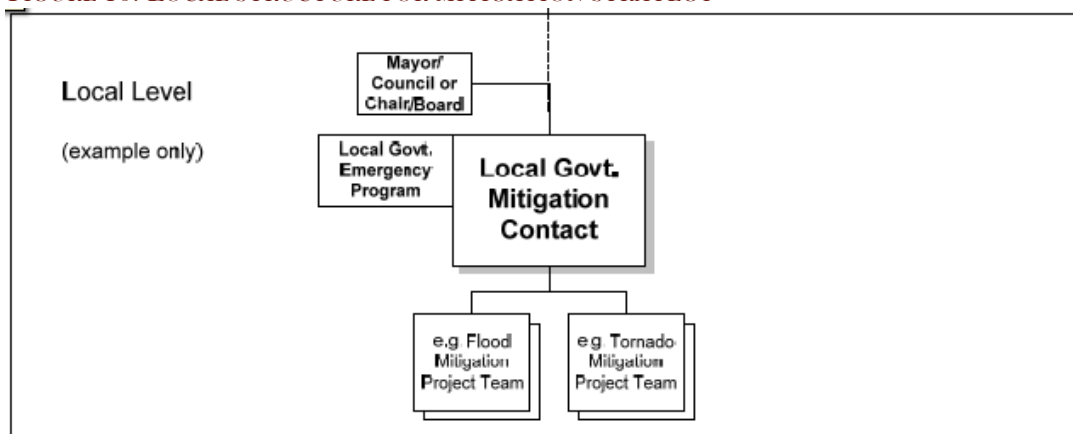 Local Level
(example only)
Mayor/
Council or
Chair/Board
Local Govt.
Emergency
Program
Local Govt.
Mitigation
Contact
e.g. Flood
Mitigation
Project Team
e.g. Tornado
Mitigation
Project Team